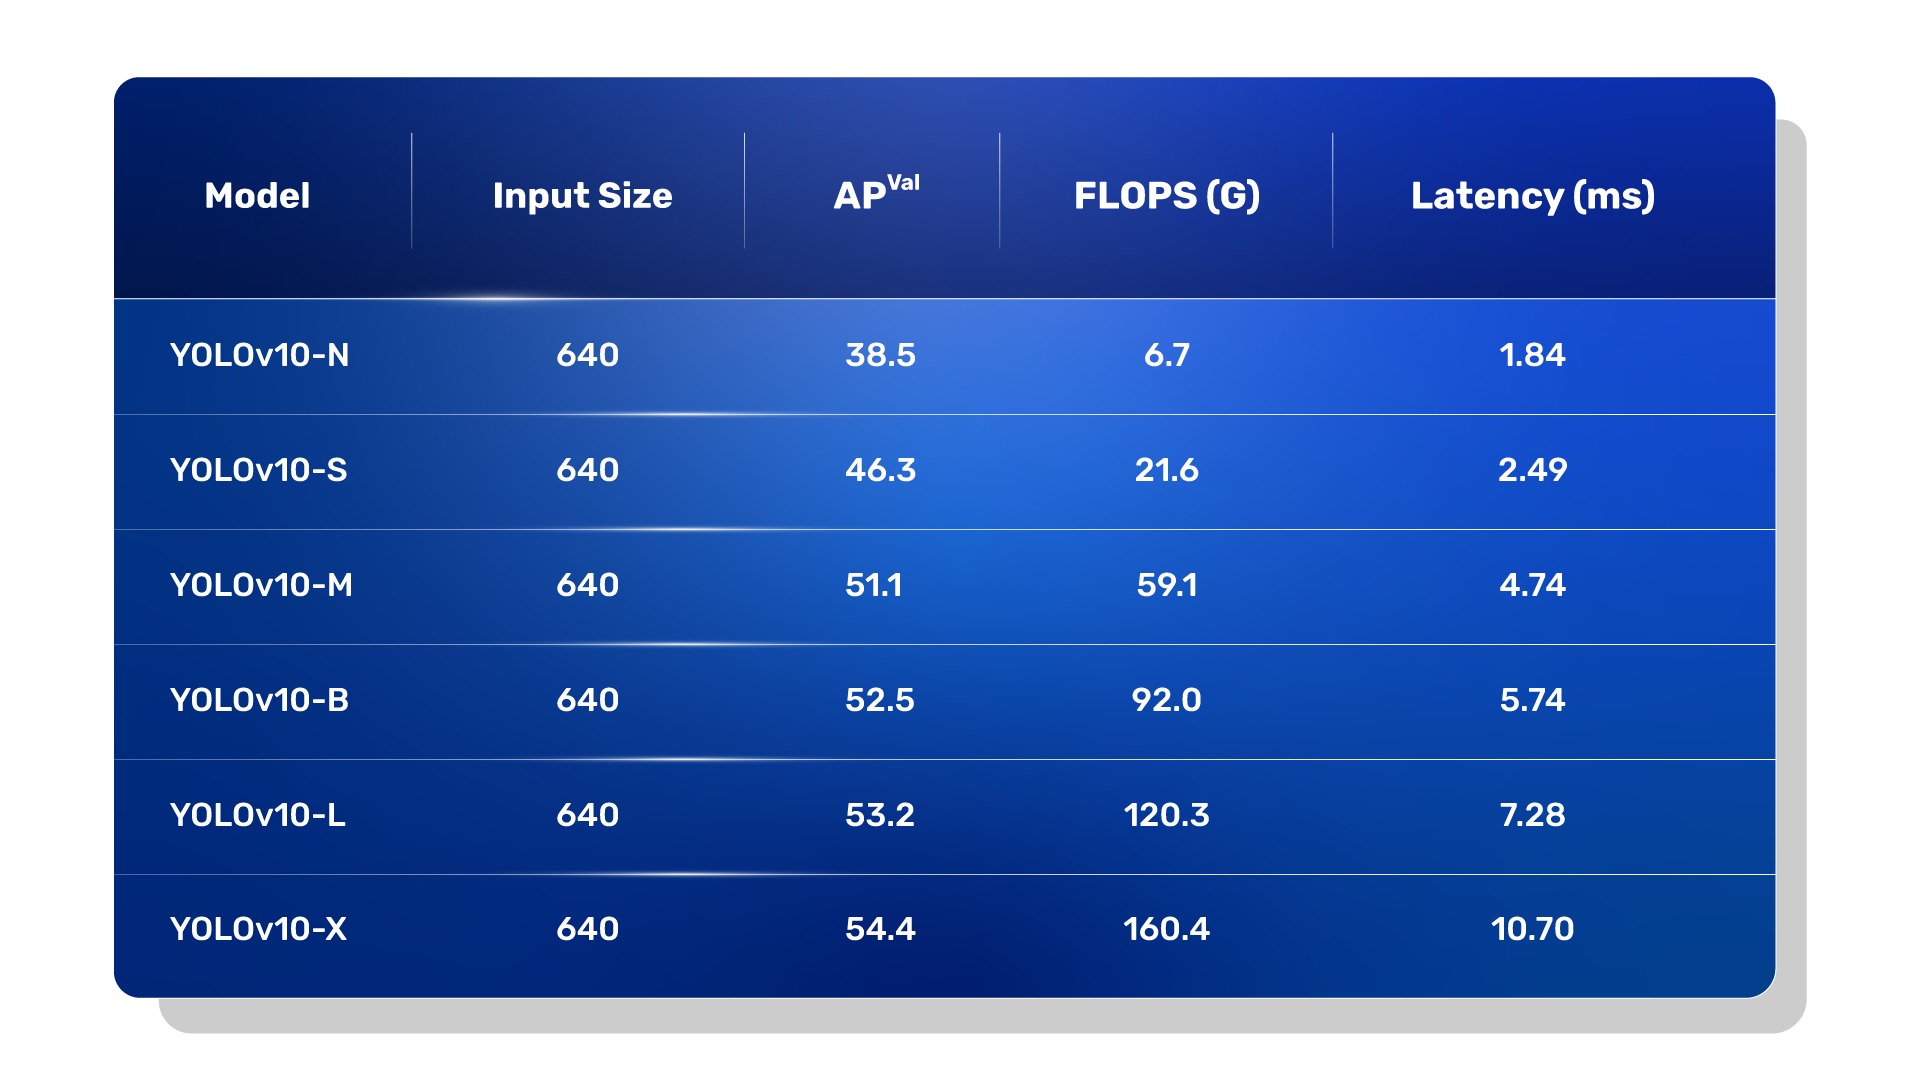 Model Input Size AP^Val FLOPS (G) Latency (ms)
YOLOv10-N 640 38.5 6.7 1.84
YOLOv10-S 640 46.3 21.6 2.49
YOLOv10-M 640 51.1 59.1 4.74
YOLOv10-B 640 52.5 92.0 5.74
YOLOv10-L 640 53.2 120.3 7.28
YOLOv10-X 640 54.4 160.4 10.70